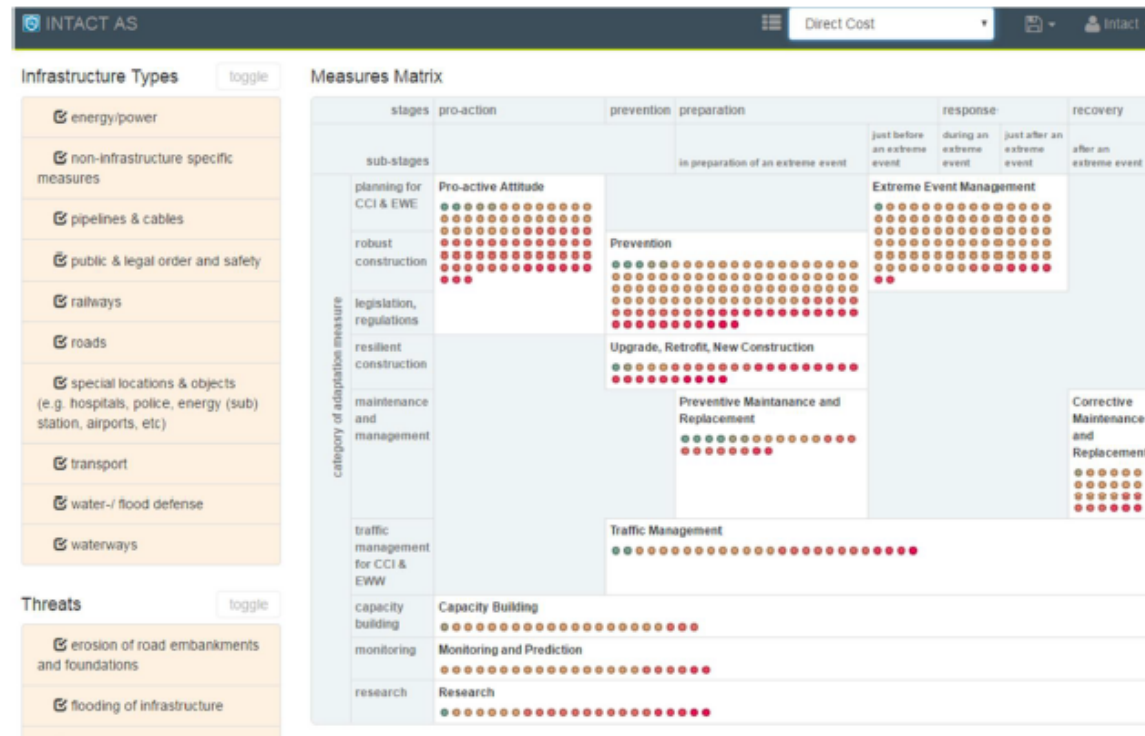 INTACT AS
Direct Cost
Intact
Infrastructure Types
toggle
energy/power
non-infrastructure specific
measures
pipelines & cables
public & legal order and safety
railways
roads
special locations & objects
(e.g. hospitals, police, energy (sub)
station, airports, etc)
transport
water-/ flood defense
waterways
Threats
toggle
erosion of road embankments
and foundations
flooding of infrastructure
Measures Matrix
stages
pro-action
prevention
preparation
response
recovery
sub-stages
in preparation of an extreme event
just before
an extreme
event
during an
extreme
event
just after an
extreme
event
after an
extreme event
category of adaptation measure
planning for
CCI & EWE
Pro-active Attitude
Extreme Event Management
robust
construction
Prevention
legislation,
regulations
resilient
construction
Upgrade, Retrofit, New Construction
maintenance
and
management
Preventive Maintanance and
Replacement
Corrective
Maintenance
and
Replacement
traffic
management
for CCI &
EWW
Traffic Management
capacity
building
Capacity Building
monitoring
Monitoring and Prediction
research
Research